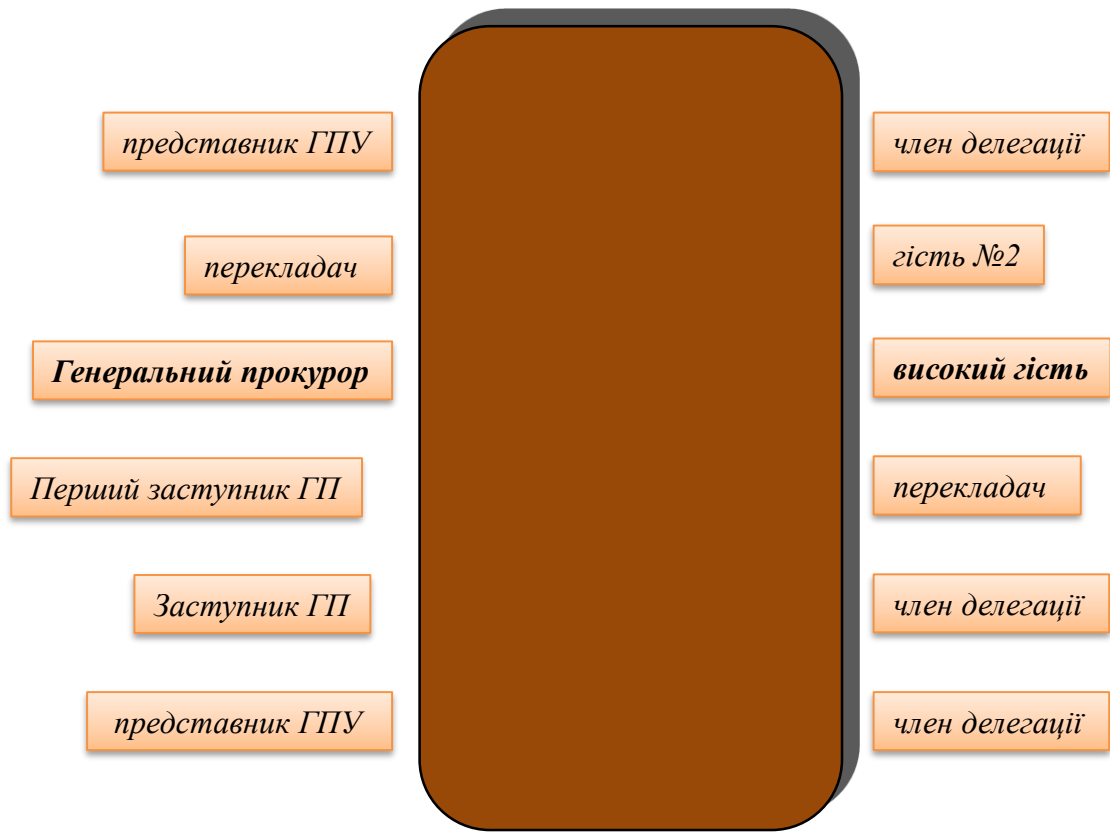 представник ГПУ
член делегації
перекладач
гість №2
Генеральний прокурор
високий гість
Перший заступник ГП
перекладач
Заступник ГП
член делегації
представник ГПУ
член делегації